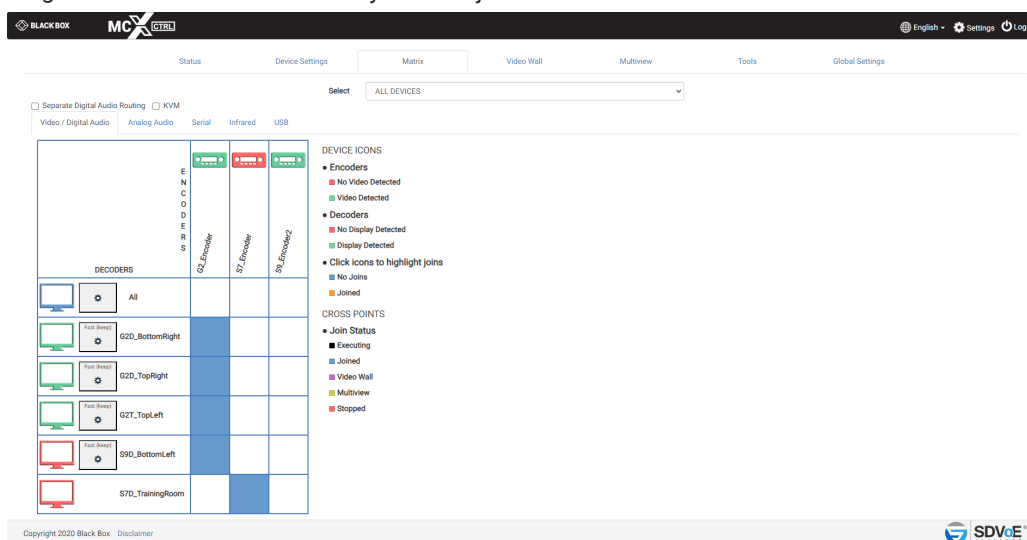 BLACK BOX
MCX CTRL
English
Settings
Log
Status
Device Settings
Matrix
Video Wall
Multiview
Tools
Global Settings
Select
ALL DEVICES
Separate Digital Audio Routing
KVM
Video / Digital Audio
Analog Audio
Serial
Infrared
USB
ENCODERS
G2_Encoder
S7_Encoder
S9_Encoder2
DECODERS
All
Fast (keep)
G2D_BottomRight
Fast (keep)
G2D_TopRight
Fast (keep)
G2T_TopLeft
Fast (keep)
S9D_BottomLeft
S7D_TrainingRoom
DEVICE ICONS
• Encoders
No Video Detected
Video Detected
• Decoders
No Display Detected
Display Detected
• Click icons to highlight joins
No Joins
Joined
CROSS POINTS
• Join Status
Executing
Joined
Video Wall
Multiview
Stopped
Copyright 2020 Black Box Disclaimer
SDVoE